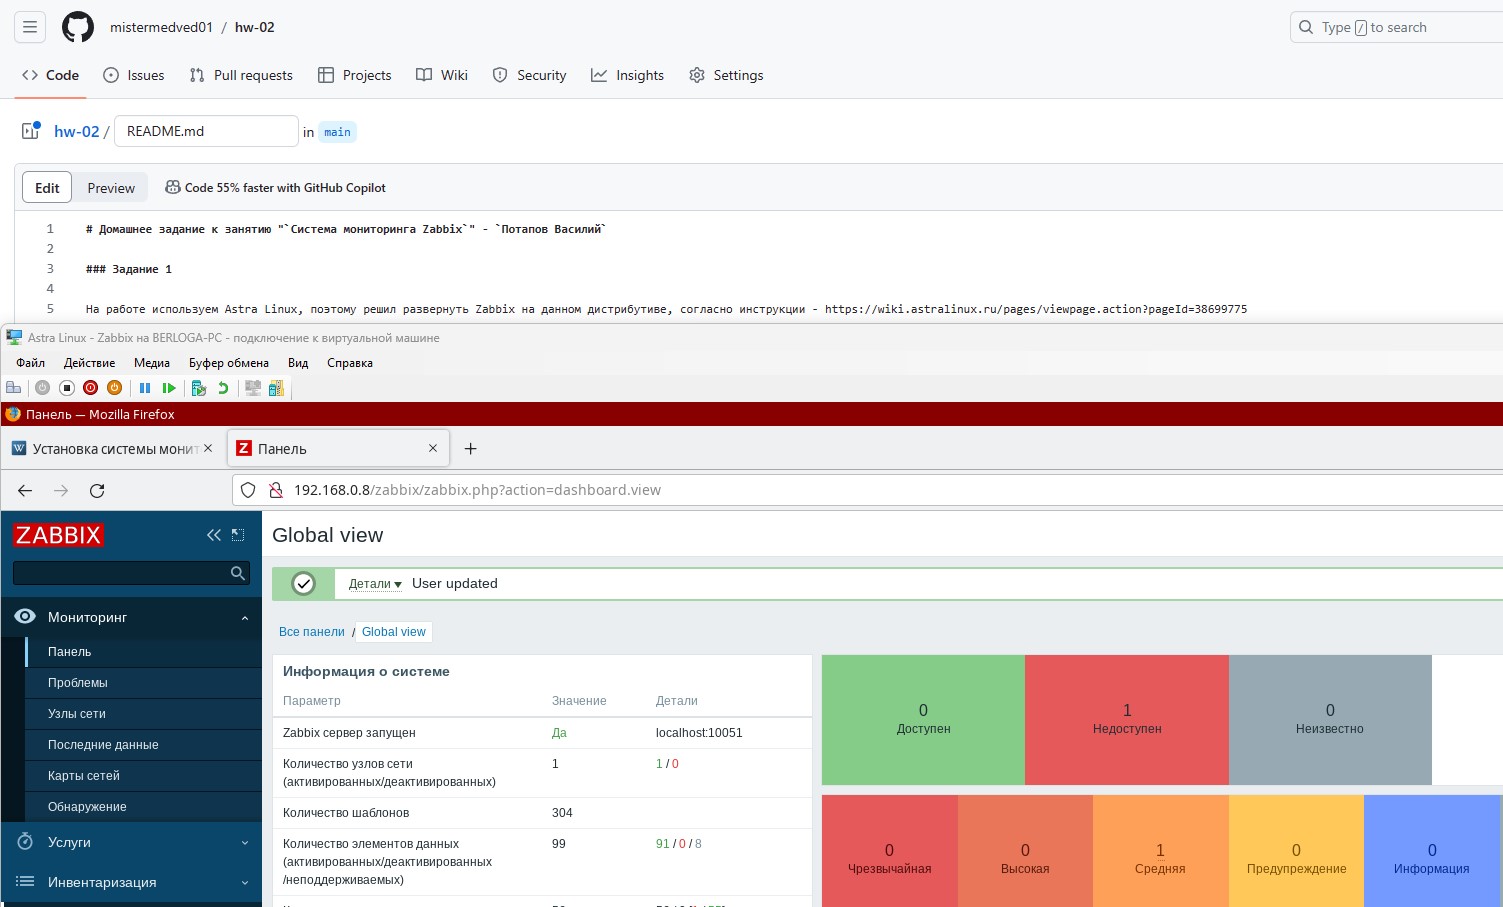 mistermedved01 / hw-02
Type / to search
Code Issues Pull requests Projects Wiki Security Insights Settings
hw-02 / README.md in main
Edit Preview Code 55% faster with GitHub Copilot
1 # Домашнее задание к занятию "`Система мониторинга Zabbix`" - `Потапов Василий`
2
3 ### Задание 1
4
5 На работе используем Astra Linux, поэтому решил развернуть Zabbix на данном дистрибутиве, согласно инструкции - https://wiki.astralinux.ru/pages/viewpage.action?pageId=38699775
Astra Linux - Zabbix на BERLOGA-PC - подключение к виртуальной машине
Файл Действие Медиа Буфер обмена Вид Справка
Панель — Mozilla Firefox
Установка системы монит
Панель
192.168.0.8/zabbix/zabbix.php?action=dashboard.view
ZABBIX
Мониторинг
Панель
Проблемы
Узлы сети
Последние данные
Карты сетей
Обнаружение
Услуги
Инвентаризация
Global view
Детали User updated
Все панели / Global view
Информация о системе
Параметр Значение Детали
Zabbix сервер запущен Да localhost:10051
Количество узлов сети (активированных/деактивированных) 1 1 / 0
Количество шаблонов 304
Количество элементов данных (активированных/деактивированных /неподдерживаемых) 99 91 / 0 / 8
0 Доступен
1 Недоступен
0 Неизвестно
0 Чрезвычайная
0 Высокая
1 Средняя
0 Предупреждение
0 Информация